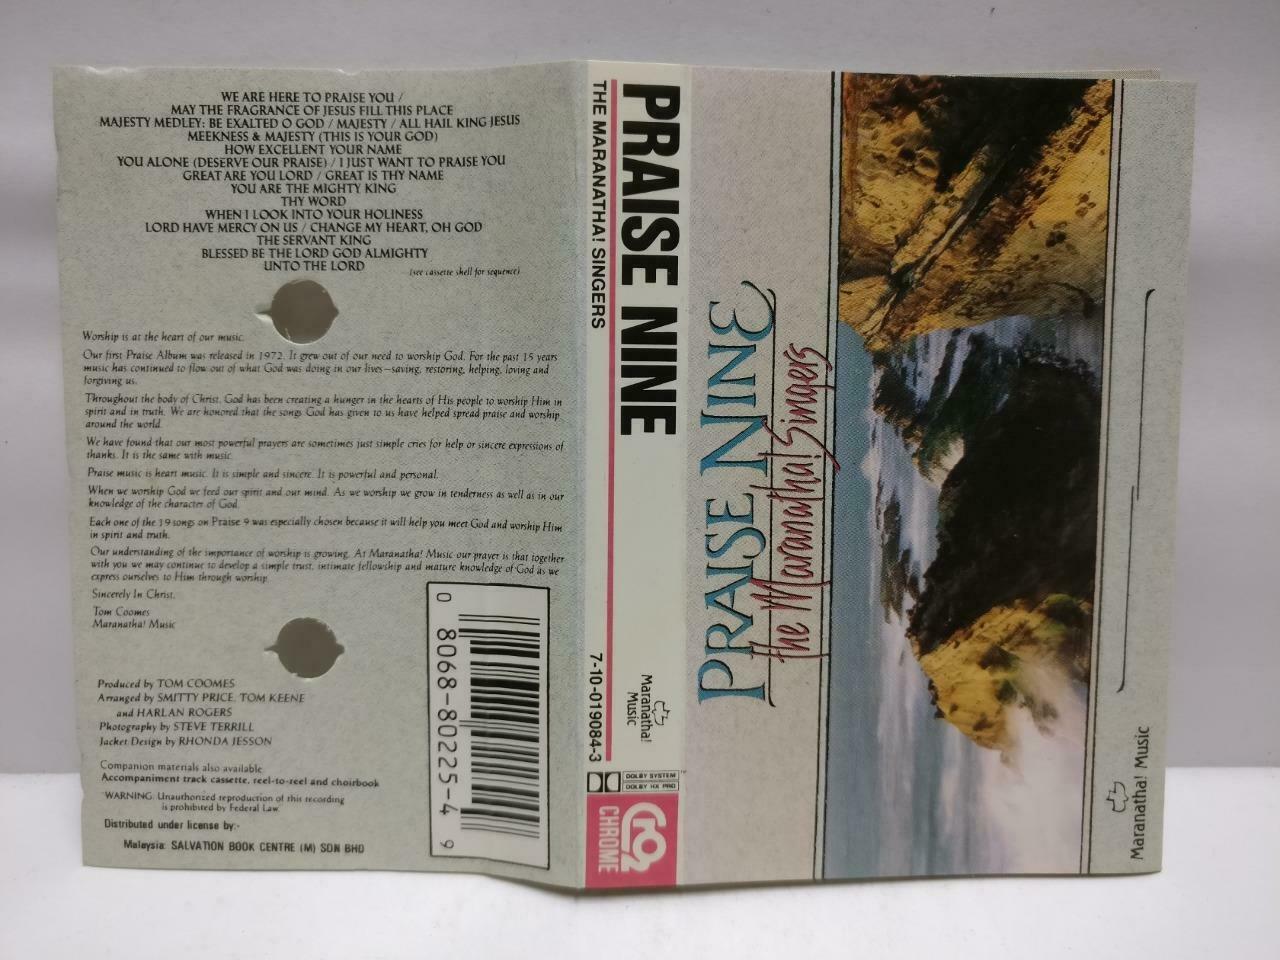 WE ARE HERE TO PRAISE YOU /
MAY THE FRAGRANCE OF JESUS FILL THIS PLACE
MAJESTY MEDLEY: BE EXALTED O GOD / MAJESTY / ALL HAIL KING JESUS
MEEKNESS & MAJESTY (THIS IS YOUR GOD)
HOW EXCELLENT YOUR NAME
YOU ALONE (DESERVE OUR PRAISE) / I JUST WANT TO PRAISE YOU
GREAT ARE YOU LORD / GREAT IS THY NAME
YOU ARE THE MIGHTY KING
THY WORD
WHEN I LOOK INTO YOUR HOLINESS
LORD HAVE MERCY ON US / CHANGE MY HEART, OH GOD
THE SERVANT KING
BLESSED BE THE LORD GOD ALMIGHTY
UNTO THE LORD
(see cassette shell for sequence)
Worship is at the heart of our music.
Our first Praise Album was released in 1972. It grew out of our need to worship God. For the past 15 years
music has continued to flow out of what God was doing in our lives—saving, restoring, helping, loving and
forgiving us.
Throughout the body of Christ, God has been creating a hunger in the hearts of His people to worship Him in
spirit and in truth. We are honored that the songs God has given to us have helped spread praise and worship
around the world.
We have found that our most powerful prayers are sometimes just simple cries for help or sincere expressions of
thanks. It is the same with music.
Praise music is heart music. It is simple and sincere. It is powerful and personal.
When we worship God we feed our spirit and our mind. As we worship we grow in tenderness as well as in our
knowledge of the character of God.
Each one of the 19 songs on Praise 9 was especially chosen because it will help you meet God and worship Him
in spirit and truth.
Our understanding of the importance of worship is growing. At Maranatha! Music our prayer is that together
with you we may continue to develop a simple trust, intimate fellowship and mature knowledge of God as we
express ourselves to Him through worship.
Sincerely In Christ,
Tom Coomes
Maranatha! Music
Produced by TOM COOMES
Arranged by SMITTY PRICE, TOM KEENE
and HARLAN ROGERS
Photography by STEVE TERRILL
Jacket Design by RHONDA JESSON
Companion materials also available
Accompaniment track cassette, reel-to-reel and choirbook
WARNING: Unauthorized reproduction of this recording
is prohibited by Federal Law
Distributed under license by:-
Malaysia: SALVATION BOOK CENTRE (M) SDN BHD
0 8068-80225-4 9
PRAISE NINE
THE MARANATHA! SINGERS
Maranatha!
Music
7-10-019084-3
DOLBY SYSTEM
DOLBY HX PRO
CrO2
CHROME
PRAISE NINE
the Maranatha! Singers
Maranatha! Music